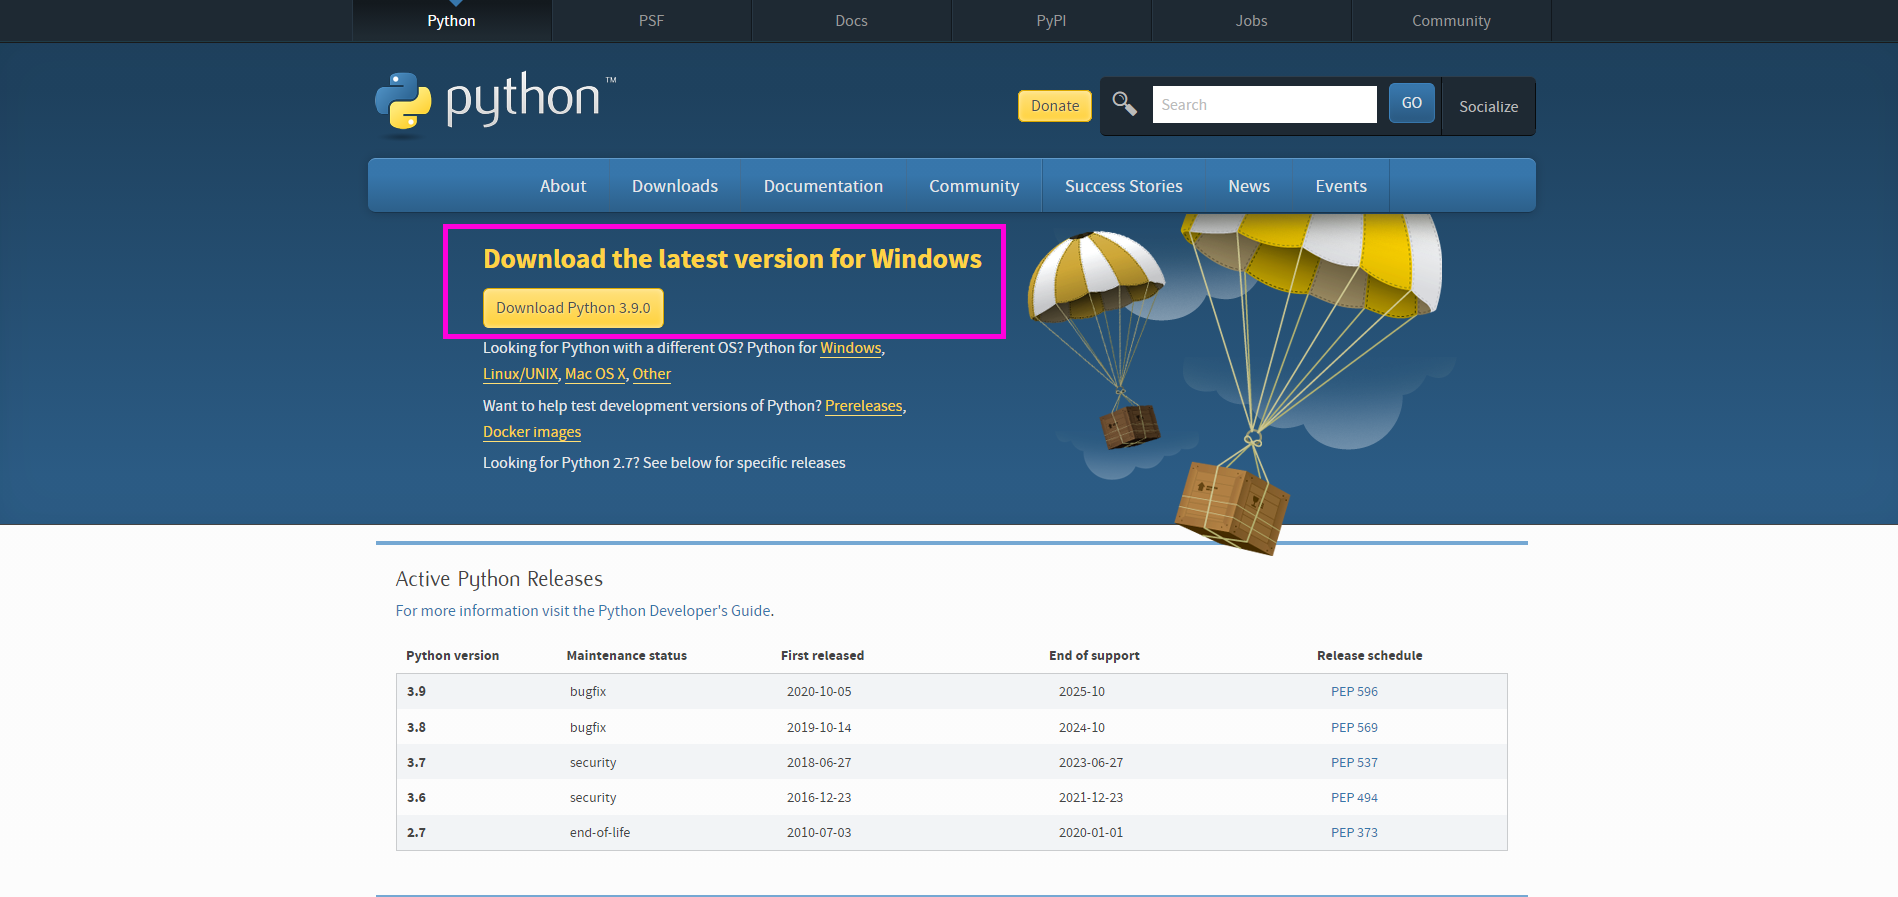 Python PSF Docs PyPI Jobs Community
python™
Donate Search GO Socialize
About Downloads Documentation Community Success Stories News Events
Download the latest version for Windows
Download Python 3.9.0
Looking for Python with a different OS? Python for Windows,
Linux/UNIX, Mac OS X, Other
Want to help test development versions of Python? Prereleases,
Docker images
Looking for Python 2.7? See below for specific releases
Active Python Releases
For more information visit the Python Developer's Guide.
Python version Maintenance status First released End of support Release schedule
3.9 bugfix 2020-10-05 2025-10 PEP 596
3.8 bugfix 2019-10-14 2024-10 PEP 569
3.7 security 2018-06-27 2023-06-27 PEP 537
3.6 security 2016-12-23 2021-12-23 PEP 494
2.7 end-of-life 2010-07-03 2020-01-01 PEP 373